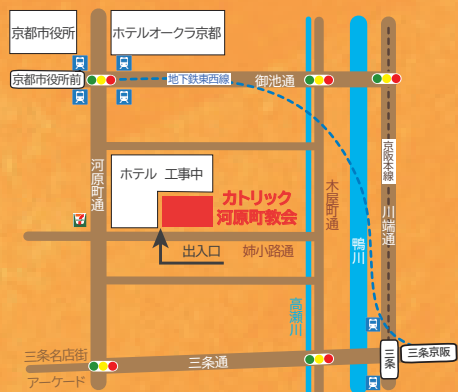 京都市役所
ホテルオークラ京都
京都市役所前
地下鉄東西線
御池通
河原町通
ホテル 工事中
カトリック
河原町教会
木屋町通
京阪本線
川端通
鴨川
7
出入口
姉小路通
高瀬川
三条名店街
アーケード
三条通
三条
三条京阪